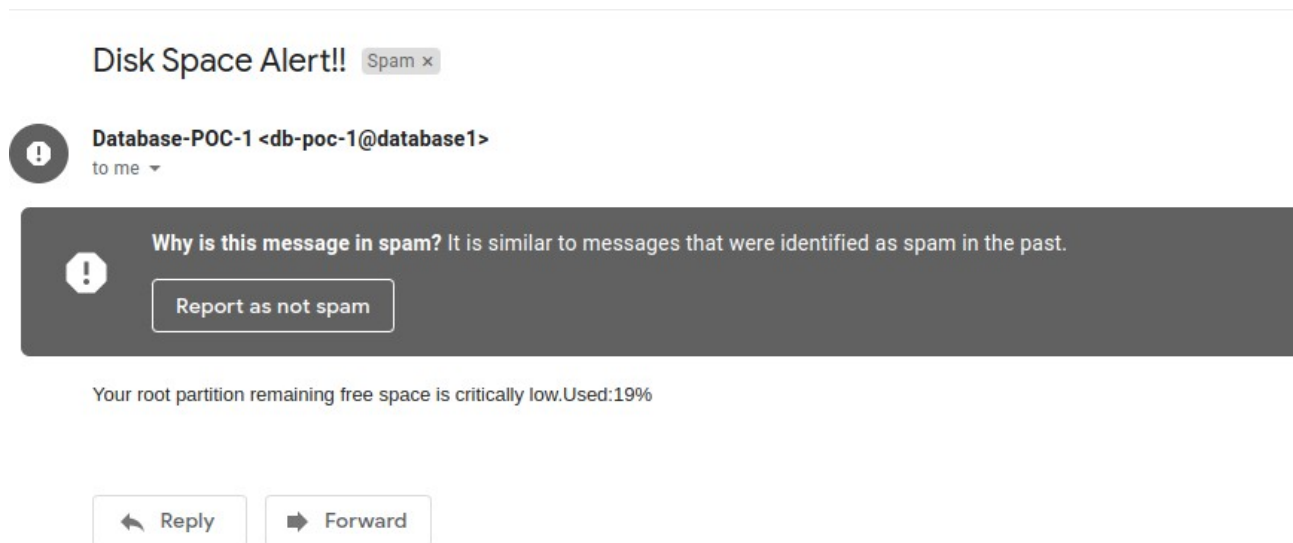 Disk Space Alert!! Spam ×
Database-POC-1 <db-poc-1@database1>
to me
Why is this message in spam? It is similar to messages that were identified as spam in the past.
Report as not spam
Your root partition remaining free space is critically low.Used:19%
Reply Forward